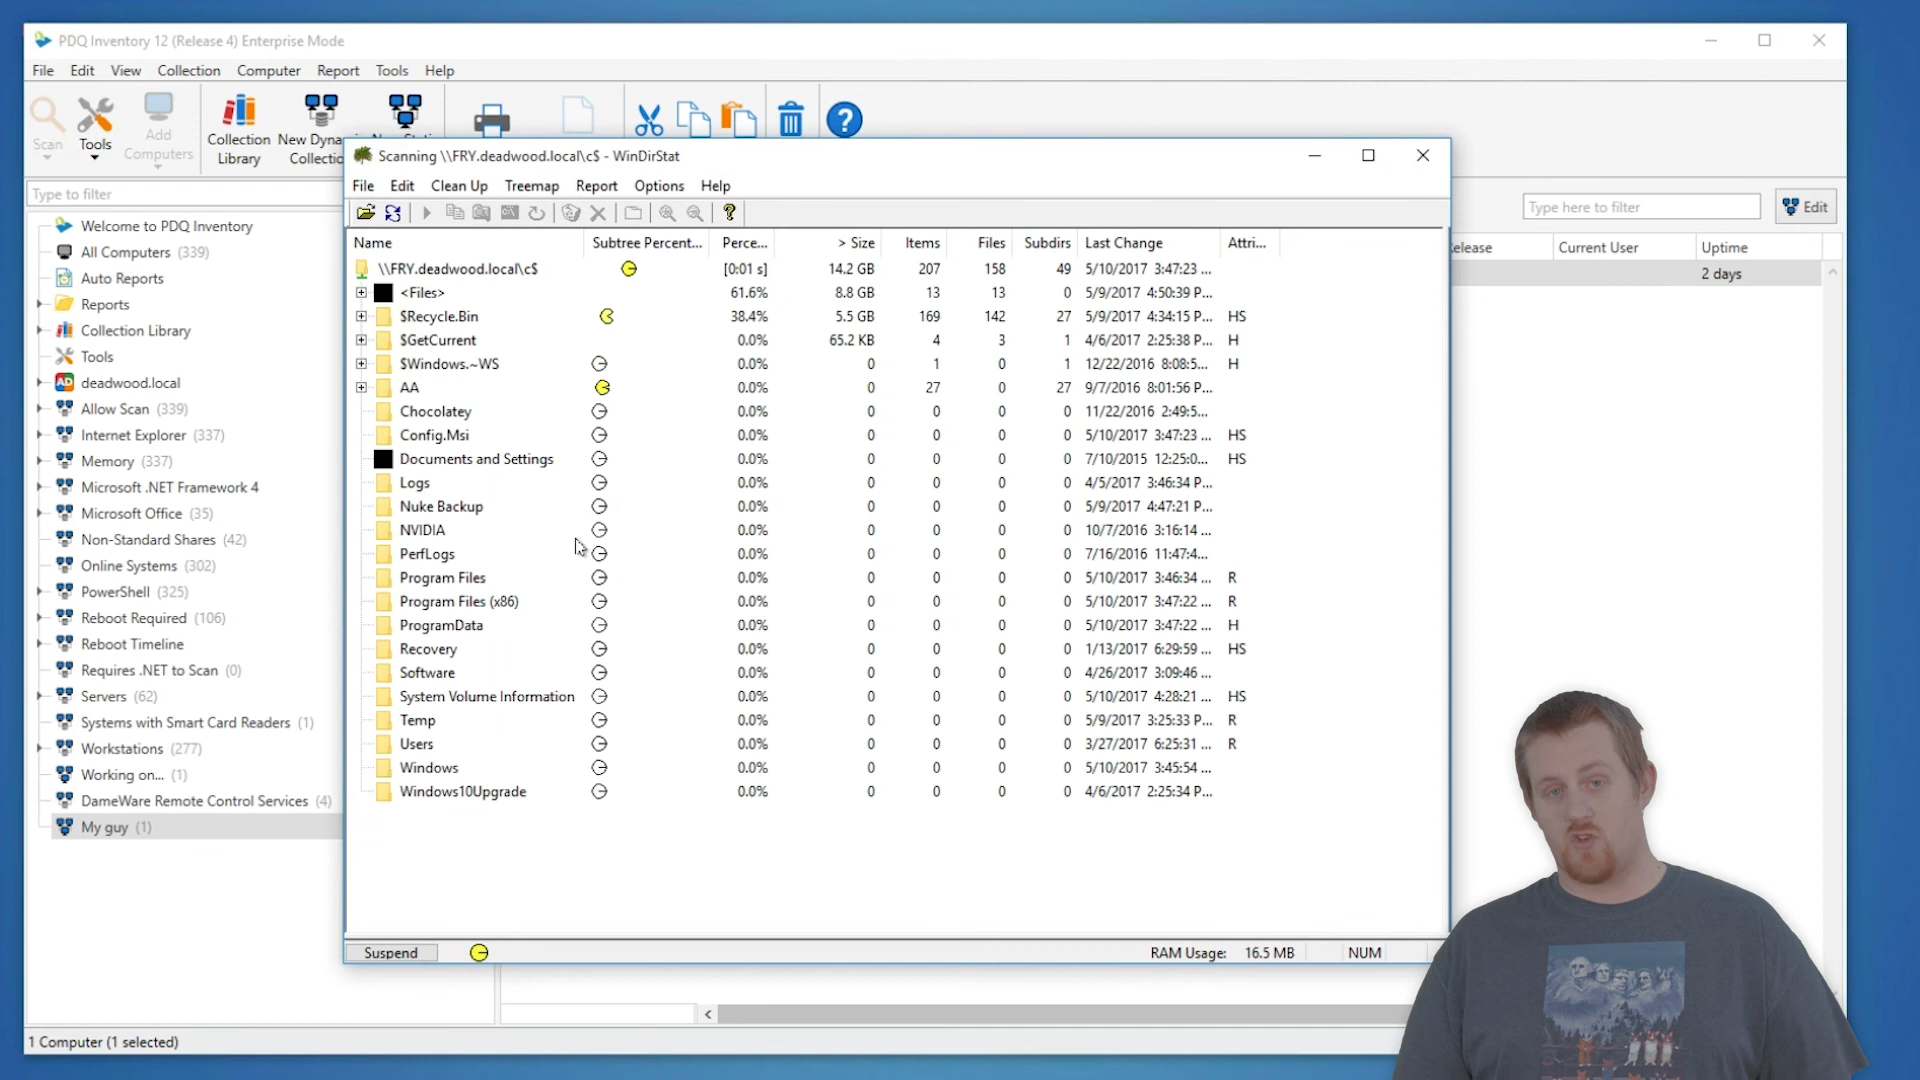 PDQ Inventory 12 (Release 4) Enterprise Mode
File Edit View Collection Computer Report Tools Help
Scan
Tools
Add Computers
Collection Library
New
Collection
Type to filter
Welcome to PDQ Inventory
All Computers (339)
Auto Reports
Reports
Collection Library
Tools
AD deadwood.local
Allow Scan (339)
Internet Explorer (337)
Memory (337)
Microsoft .NET Framework 4
Microsoft Office (35)
Non-Standard Shares (42)
Online Systems (302)
PowerShell (325)
Reboot Required (106)
Reboot Timeline
Requires .NET to Scan (0)
Servers (62)
Systems with Smart Card Readers (1)
Workstations (277)
Working on... (1)
DameWare Remote Control Services (4)
My guy (1)
1 Computer (1 selected)
Scanning \\FRY.deadwood.local\c$ - WinDirStat
File Edit Clean Up Treemap Report Options Help
Name Subtree Percent... Perce... > Size Items Files Subdirs Last Change Attri...
\\FRY.deadwood.local\c$ [0:01 s] 14.2 GB 207 158 49 5/10/2017 3:47:23 ...
<Files> 61.6% 8.8 GB 13 13 0 5/9/2017 4:50:39 P...
$Recycle.Bin 38.4% 5.5 GB 169 142 27 5/9/2017 4:34:15 P... HS
$GetCurrent 0.0% 65.2 KB 4 3 1 4/6/2017 2:25:38 P... H
$Windows.~WS 0.0% 0 1 0 1 12/22/2016 8:08:5... H
AA 0.0% 0 27 0 27 9/7/2016 8:01:56 P...
Chocolatey 0.0% 0 0 0 0 11/22/2016 2:49:5...
Config.Msi 0.0% 0 0 0 0 5/10/2017 3:47:23 ... HS
Documents and Settings 0.0% 0 0 0 0 7/10/2015 12:25:0... HS
Logs 0.0% 0 0 0 0 4/5/2017 3:46:34 P...
Nuke Backup 0.0% 0 0 0 0 5/9/2017 4:47:21 P...
NVIDIA 0.0% 0 0 0 0 10/7/2016 3:16:14 ...
PerfLogs 0.0% 0 0 0 0 7/16/2016 11:47:4...
Program Files 0.0% 0 0 0 0 5/10/2017 3:46:34 ... R
Program Files (x86) 0.0% 0 0 0 0 5/10/2017 3:47:22 ... R
ProgramData 0.0% 0 0 0 0 5/10/2017 3:47:22 ... H
Recovery 0.0% 0 0 0 0 1/13/2017 6:29:59 ... HS
Software 0.0% 0 0 0 0 4/26/2017 3:09:46 ...
System Volume Information 0.0% 0 0 0 0 5/10/2017 4:28:21 ... HS
Temp 0.0% 0 0 0 0 5/9/2017 3:25:33 P... R
Users 0.0% 0 0 0 0 3/27/2017 6:25:31 ... R
Windows 0.0% 0 0 0 0 5/10/2017 3:45:54 ...
Windows10Upgrade 0.0% 0 0 0 0 4/6/2017 2:25:34 P...
Suspend RAM Usage: 16.5 MB NUM
Type here to filter Edit
Current User Uptime
2 days